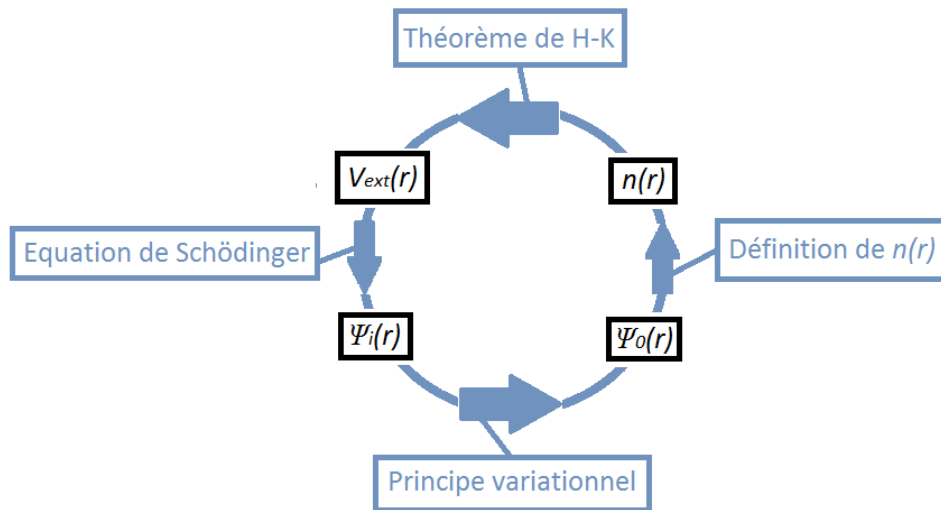 Théorème de H-K
Vext(r)
n(r)
Equation de Schödinger
Définition de n(r)
Ψi(r)
Ψ0(r)
Principe variationnel